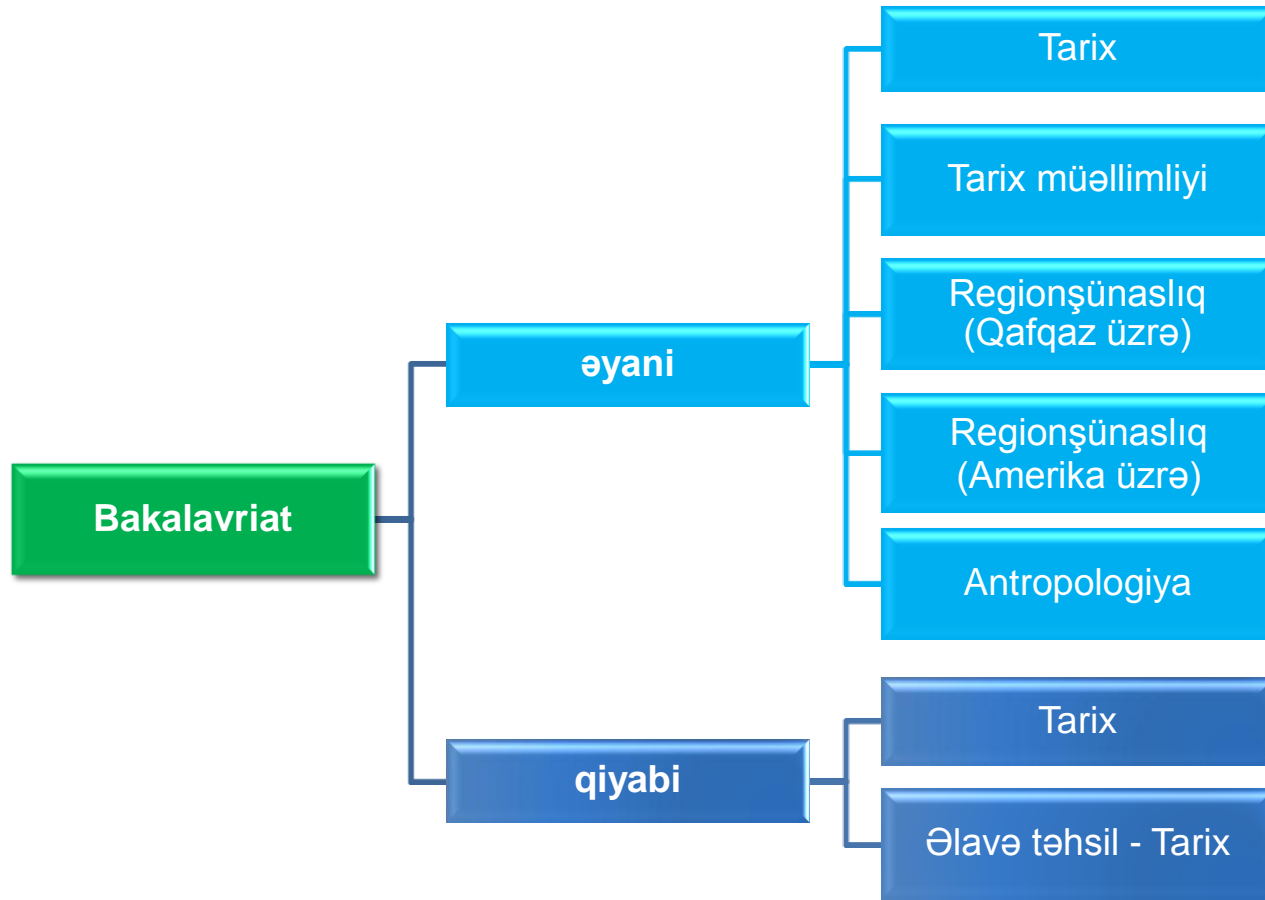 Bakalavriat
əyani
Tarix
Tarix müəllimliyi
Regionşünaslıq
(Qafqaz üzrə)
Regionşünaslıq
(Amerika üzrə)
Antropologiya
qiyabi
Tarix
Əlavə təhsil - Tarix